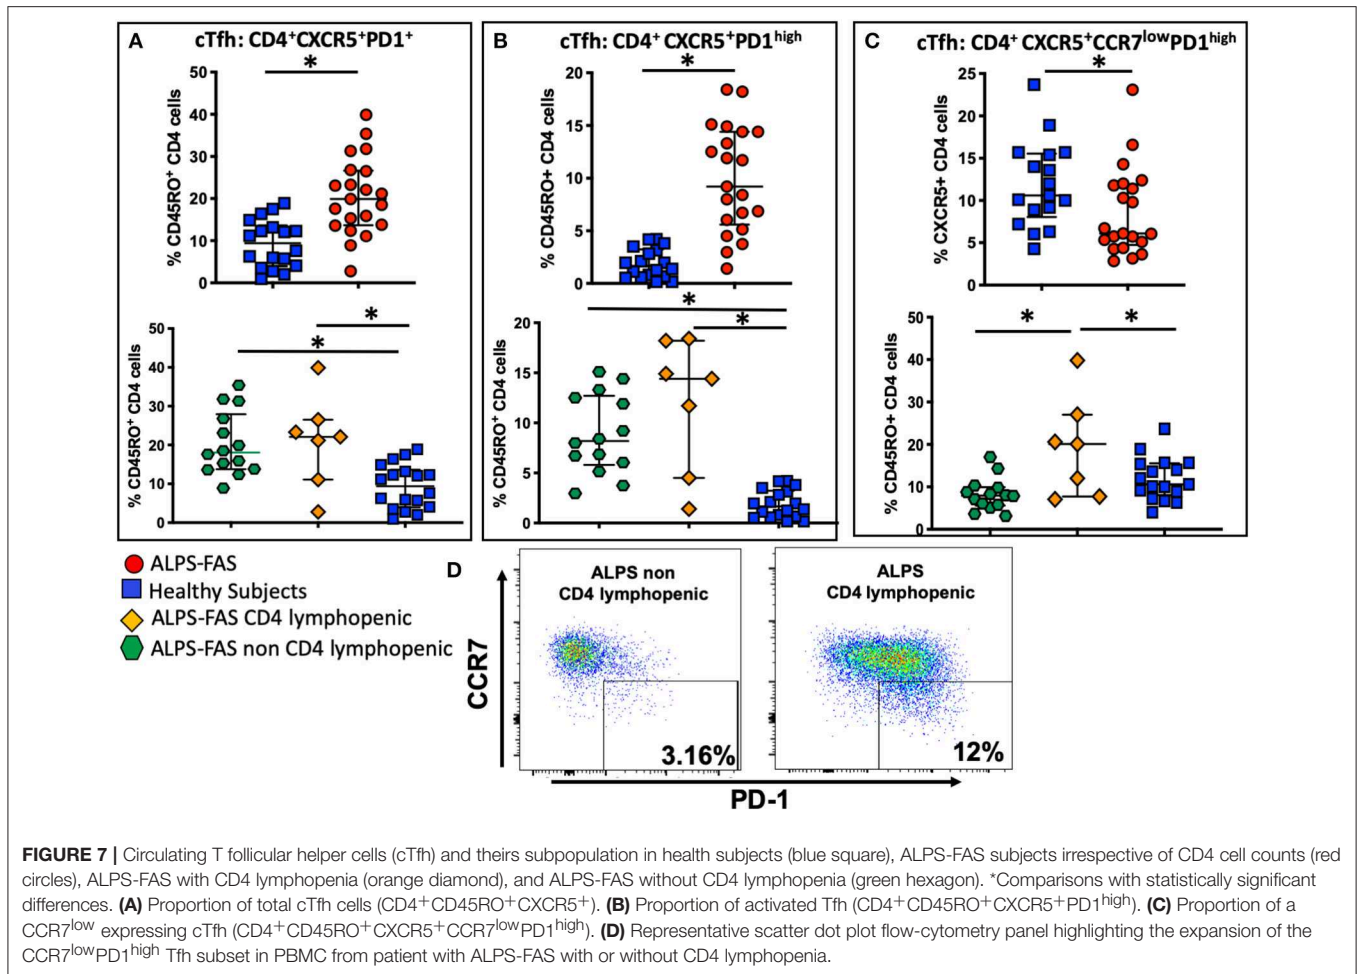 A
cTfh: CD4⁺CXCR5⁺PD1⁺
*
50
40
30
20
10
0
% CD45RO⁺ CD4 cells
*
*
50
40
30
20
10
0
% CD45RO⁺ CD4 cells
B
cTfh: CD4⁺ CXCR5⁺PD1ʰⁱᵍʰ
*
20
15
10
5
0
% CD45RO+ CD4 cells
*
*
20
15
10
5
0
% CD45RO⁺ CD4 cells
C
cTfh: CD4⁺ CXCR5⁺CCR7ˡᵒʷPD1ʰⁱᵍʰ
*
25
20
15
10
5
0
% CXCR5+ CD4 cells
*
*
50
40
30
20
10
0
% CD45RO+ CD4 cells
ALPS-FAS
Healthy Subjects
ALPS-FAS CD4 lymphopenic
ALPS-FAS non CD4 lymphopenic
D
CCR7
ALPS non
CD4 lymphopenic
3.16%
ALPS
CD4 lymphopenic
12%
PD-1
FIGURE 7 | Circulating T follicular helper cells (cTfh) and theirs subpopulation in health subjects (blue square), ALPS-FAS subjects irrespective of CD4 cell counts (red
circles), ALPS-FAS with CD4 lymphopenia (orange diamond), and ALPS-FAS without CD4 lymphopenia (green hexagon). *Comparisons with statistically significant
differences. (A) Proportion of total cTfh cells (CD4⁺CD45RO⁺CXCR5⁺). (B) Proportion of activated Tfh (CD4⁺CD45RO⁺CXCR5⁺PD1ʰⁱᵍʰ). (C) Proportion of a
CCR7ˡᵒʷ expressing cTfh (CD4⁺CD45RO⁺CXCR5⁺CCR7ˡᵒʷPD1ʰⁱᵍʰ). (D) Representative scatter dot plot flow-cytometry panel highlighting the expansion of the
CCR7ˡᵒʷPD1ʰⁱᵍʰ Tfh subset in PBMC from patient with ALPS-FAS with or without CD4 lymphopenia.